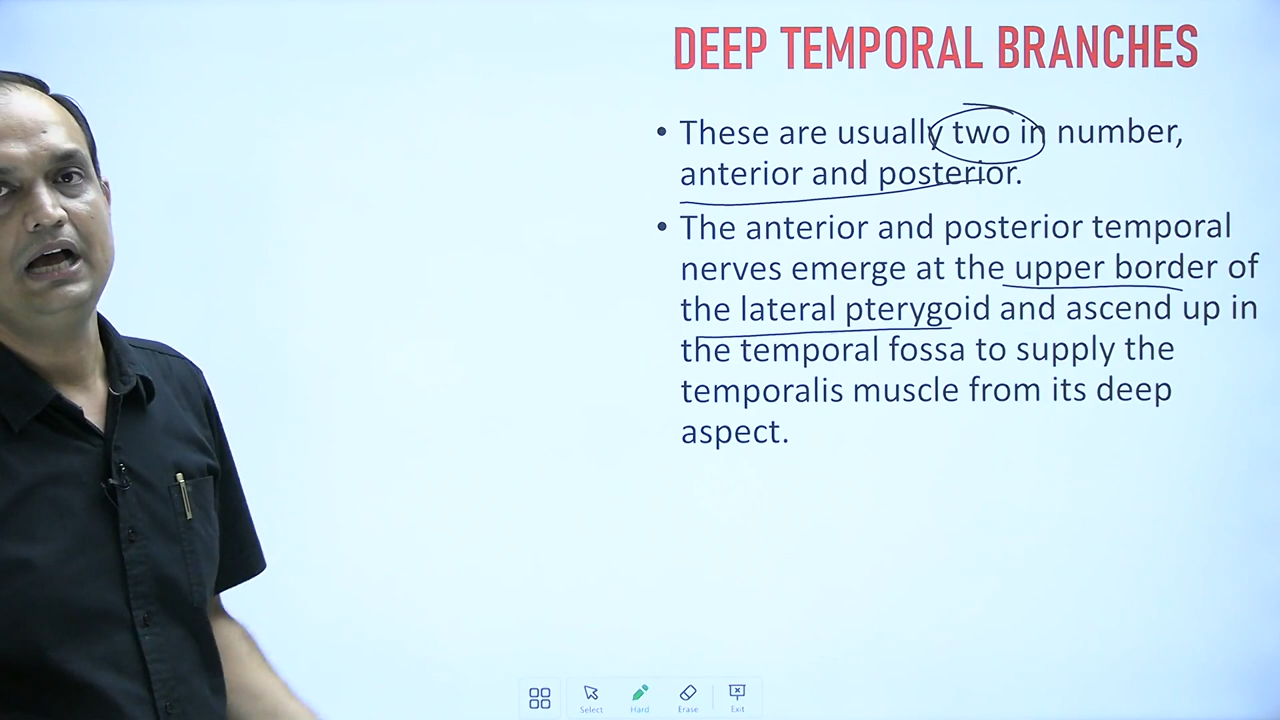 DEEP TEMPORAL BRANCHES
• These are usually two in number,
anterior and posterior.
• The anterior and posterior temporal
nerves emerge at the upper border of
the lateral pterygoid and ascend up in
the temporal fossa to supply the
temporalis muscle from its deep
aspect.
Select Hard Erase Exit